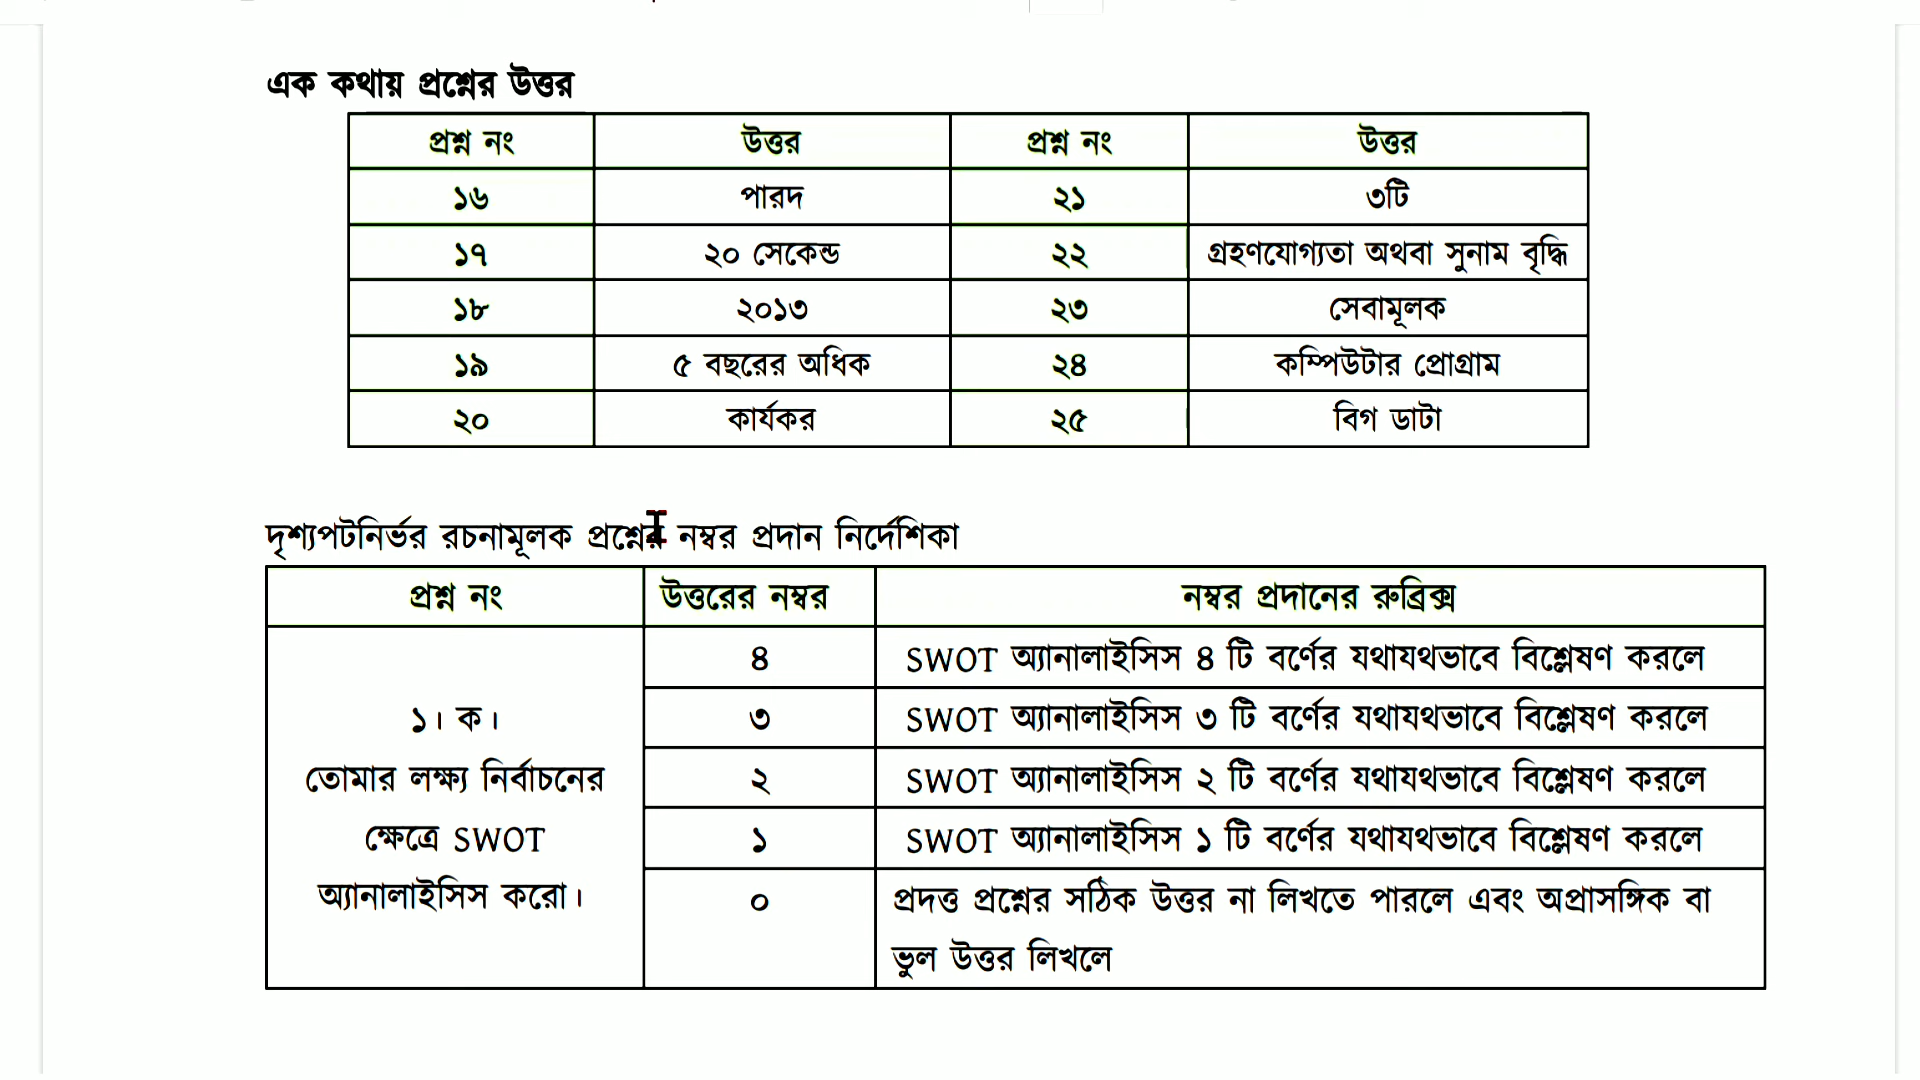 এক কথায় প্রশ্নের উত্তর
প্রশ্ন নং উত্তর প্রশ্ন নং উত্তর
১৬ পারদ ২১ ৩টি
১৭ ২০ সেকেন্ড ২২ গ্রহণযোগ্যতা অথবা সুনাম বৃদ্ধি
১৮ ২০১৩ ২৩ সেবামূলক
১৯ ৫ বছরের অধিক ২৪ কম্পিউটার প্রোগ্রাম
২০ কার্যকর ২৫ বিগ ডাটা
দৃশ্যপটনির্ভর রচনামূলক প্রশ্নের নম্বর প্রদান নির্দেশিকা
প্রশ্ন নং উত্তরের নম্বর নম্বর প্রদানের রুব্রিক্স
১। ক।
তোমার লক্ষ্য নির্বাচনের
ক্ষেত্রে SWOT
অ্যানালাইসিস করো।
৪ SWOT অ্যানালাইসিস ৪ টি বর্ণের যথাযথভাবে বিশ্লেষণ করলে
৩ SWOT অ্যানালাইসিস ৩ টি বর্ণের যথাযথভাবে বিশ্লেষণ করলে
২ SWOT অ্যানালাইসিস ২ টি বর্ণের যথাযথভাবে বিশ্লেষণ করলে
১ SWOT অ্যানালাইসিস ১ টি বর্ণের যথাযথভাবে বিশ্লেষণ করলে
০ প্রদত্ত প্রশ্নের সঠিক উত্তর না লিখতে পারলে এবং অপ্রাসঙ্গিক বা
ভুল উত্তর লিখলে